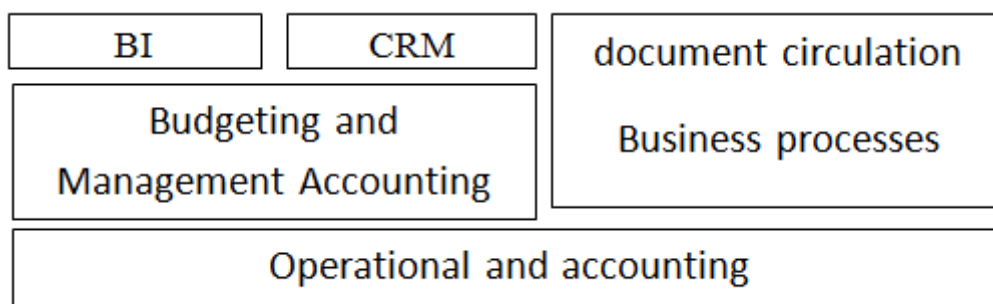 BI
CRM
document circulation
Business processes
Budgeting and
Management Accounting
Operational and accounting